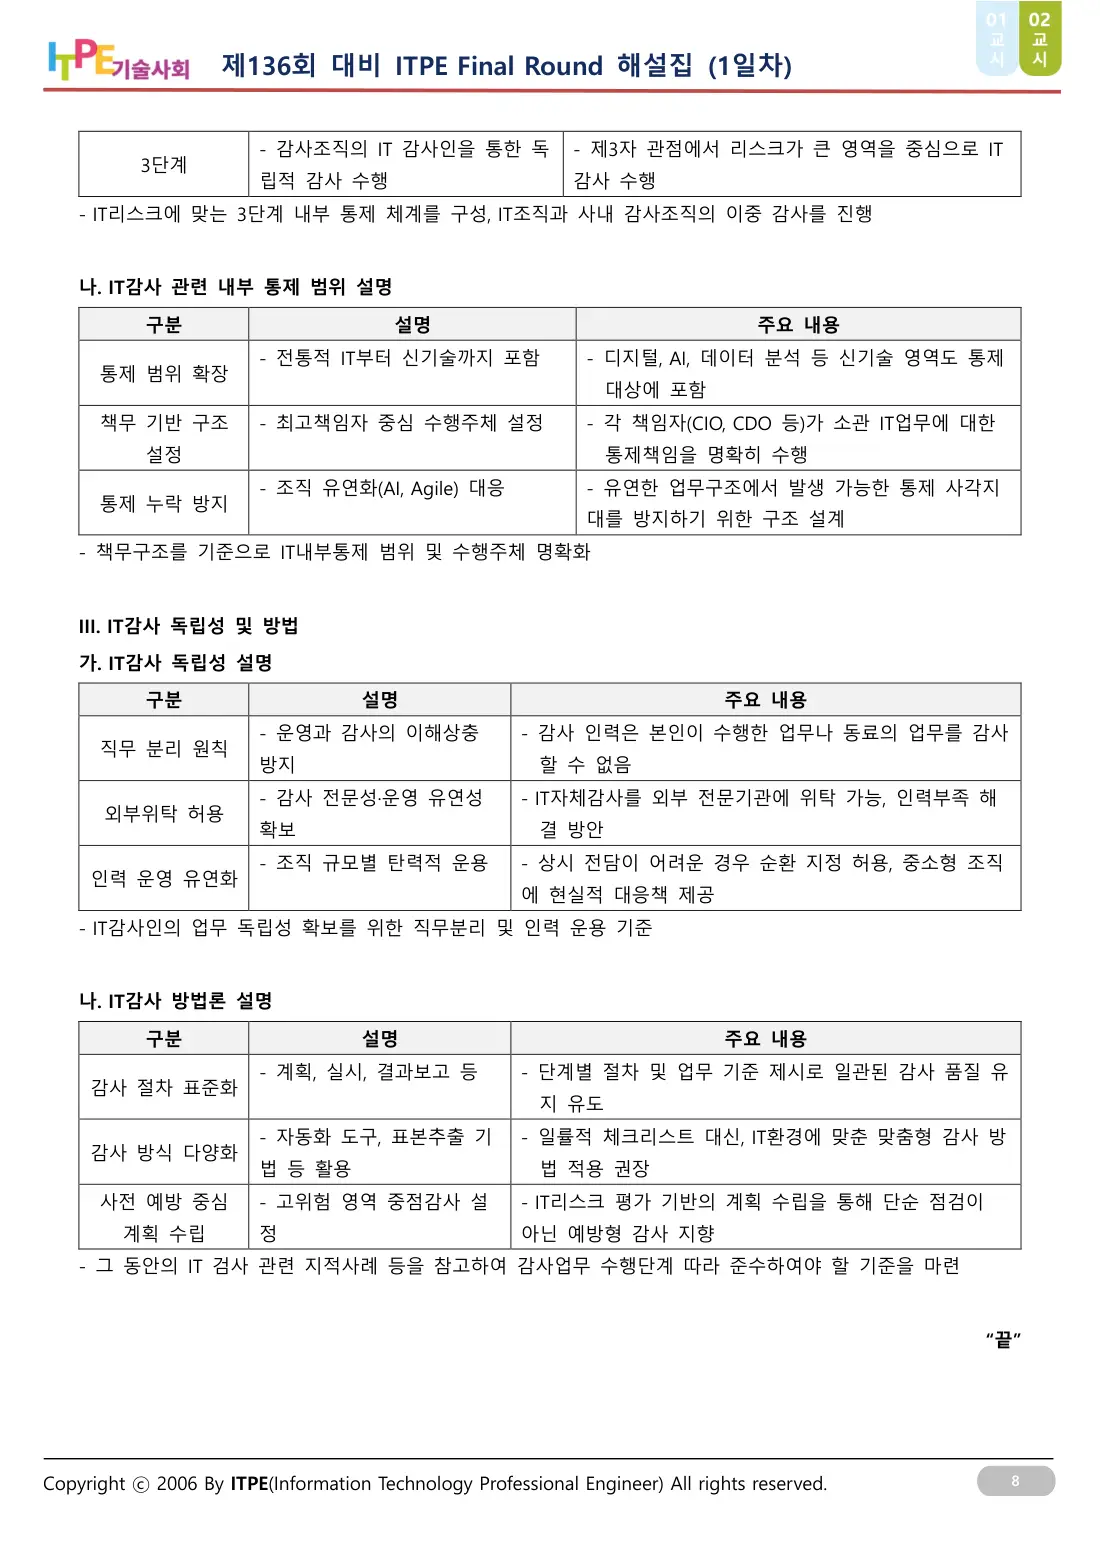 ITPE기술사회 제136회 대비 ITPE Final Round 해설집 (1일차)
01
교
시
02
교
시
3단계
- 감사조직의 IT 감사인을 통한 독
립적 감사 수행
- 제3자 관점에서 리스크가 큰 영역을 중심으로 IT
감사 수행
- IT리스크에 맞는 3단계 내부 통제 체계를 구성, IT조직과 사내 감사조직의 이중 감사를 진행
나. IT감사 관련 내부 통제 범위 설명
구분 설명 주요 내용
통제 범위 확장
- 전통적 IT부터 신기술까지 포함
- 디지털, AI, 데이터 분석 등 신기술 영역도 통제
대상에 포함
책무 기반 구조
설정
- 최고책임자 중심 수행주체 설정
- 각 책임자(CIO, CDO 등)가 소관 IT업무에 대한
통제책임을 명확히 수행
통제 누락 방지
- 조직 유연화(AI, Agile) 대응
- 유연한 업무구조에서 발생 가능한 통제 사각지
대를 방지하기 위한 구조 설계
- 책무구조를 기준으로 IT내부통제 범위 및 수행주체 명확화
III. IT감사 독립성 및 방법
가. IT감사 독립성 설명
구분 설명 주요 내용
직무 분리 원칙
- 운영과 감사의 이해상충
방지
- 감사 인력은 본인이 수행한 업무나 동료의 업무를 감사
할 수 없음
외부위탁 허용
- 감사 전문성·운영 유연성
확보
- IT자체감사를 외부 전문기관에 위탁 가능, 인력부족 해
결 방안
인력 운영 유연화
- 조직 규모별 탄력적 운용
- 상시 전담이 어려운 경우 순환 지정 허용, 중소형 조직
에 현실적 대응책 제공
- IT감사인의 업무 독립성 확보를 위한 직무분리 및 인력 운용 기준
나. IT감사 방법론 설명
구분 설명 주요 내용
감사 절차 표준화
- 계획, 실시, 결과보고 등
- 단계별 절차 및 업무 기준 제시로 일관된 감사 품질 유
지 유도
감사 방식 다양화
- 자동화 도구, 표본추출 기
법 등 활용
- 일률적 체크리스트 대신, IT환경에 맞춘 맞춤형 감사 방
법 적용 권장
사전 예방 중심
계획 수립
- 고위험 영역 중점감사 설
정
- IT리스크 평가 기반의 계획 수립을 통해 단순 점검이
아닌 예방형 감사 지향
- 그 동안의 IT 검사 관련 지적사례 등을 참고하여 감사업무 수행단계 따라 준수하여야 할 기준을 마련
“끝”
Copyright ⓒ 2006 By ITPE(Information Technology Professional Engineer) All rights reserved.
8